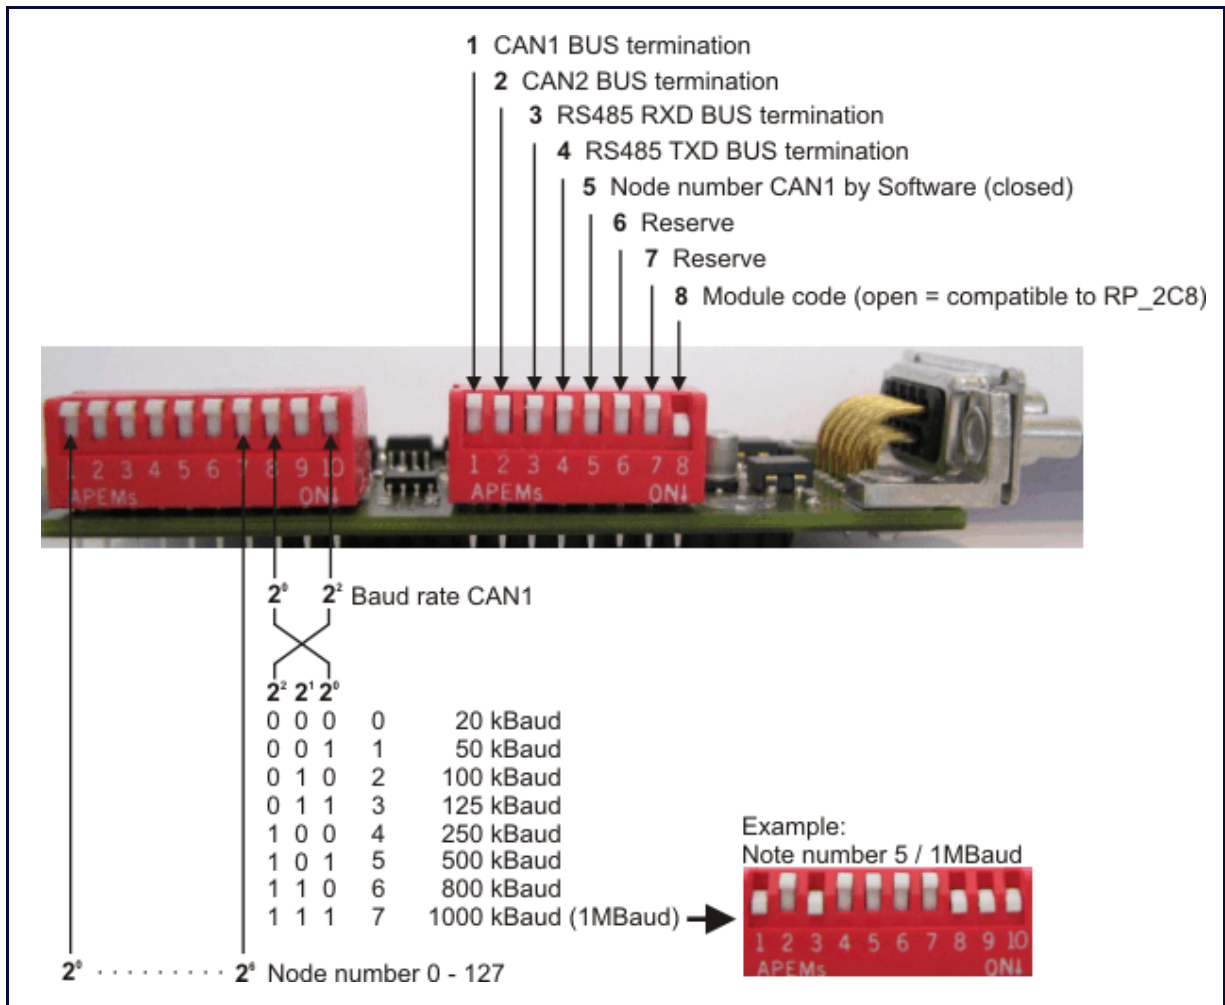 1 CAN1 BUS termination
2 CAN2 BUS termination
3 RS485 RXD BUS termination
4 RS485 TXD BUS termination
5 Node number CAN1 by Software (closed)
6 Reserve
7 Reserve
8 Module code (open = compatible to RP_2C8)
1 2 3 4 5 6 7 8 9 10
APEMs ON↓
1 2 3 4 5 6 7 8
APEMs ON↓
2⁰ 2² Baud rate CAN1
2² 2¹ 2⁰
0 0 0 0 20 kBaud
0 0 1 1 50 kBaud
0 1 0 2 100 kBaud
0 1 1 3 125 kBaud
1 0 0 4 250 kBaud
1 0 1 5 500 kBaud
1 1 0 6 800 kBaud
1 1 1 7 1000 kBaud (1MBaud)
Example:
Note number 5 / 1MBaud
1 2 3 4 5 6 7 8 9 10
APEMs ON↓
2⁰ · · · · · · · · · 2⁶ Node number 0 - 127